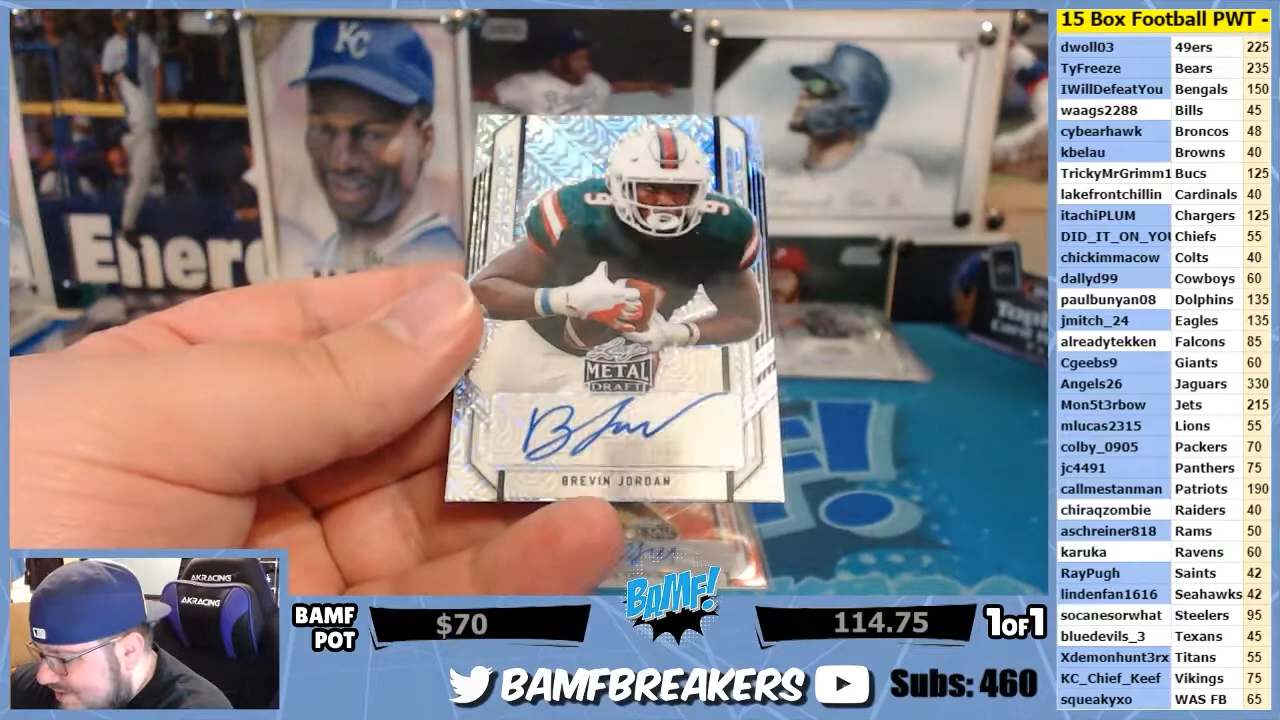 KC
Ener
METAL
DRAFT
BREVIN JORDAN
AKRACING
AKRACING
BAMF
POT
$70
BAMF!
114.75
1OF1
BAMFBREAKERS
Subs: 460
15 Box Football PWT -
dwoll03 49ers 225
TyFreeze Bears 235
IWillDefeatYou Bengals 150
waags2288 Bills 45
cybearhawk Broncos 48
kbelau Browns 40
TrickyMrGrimm1 Bucs 125
lakefrontchillin Cardinals 40
itachiPLUM Chargers 125
DID_IT_ON_YOU Chiefs 55
chickimmacow Colts 40
dallyd99 Cowboys 60
paulbunyan08 Dolphins 135
jmitch_24 Eagles 135
alreadytekken Falcons 85
Cgeebs9 Giants 60
Angels26 Jaguars 330
Mon5t3rbow Jets 215
mlucas2315 Lions 55
colby_0905 Packers 70
jc4491 Panthers 75
callmestanman Patriots 190
chiraqzombie Raiders 40
aschreiner818 Rams 50
karuka Ravens 60
RayPugh Saints 42
lindenfan1616 Seahawks 42
socanesorwhat Steelers 95
bluedevils_3 Texans 45
Xdemonhunt3rx Titans 55
KC_Chief_Keef Vikings 75
squeakyxo WAS FB 65